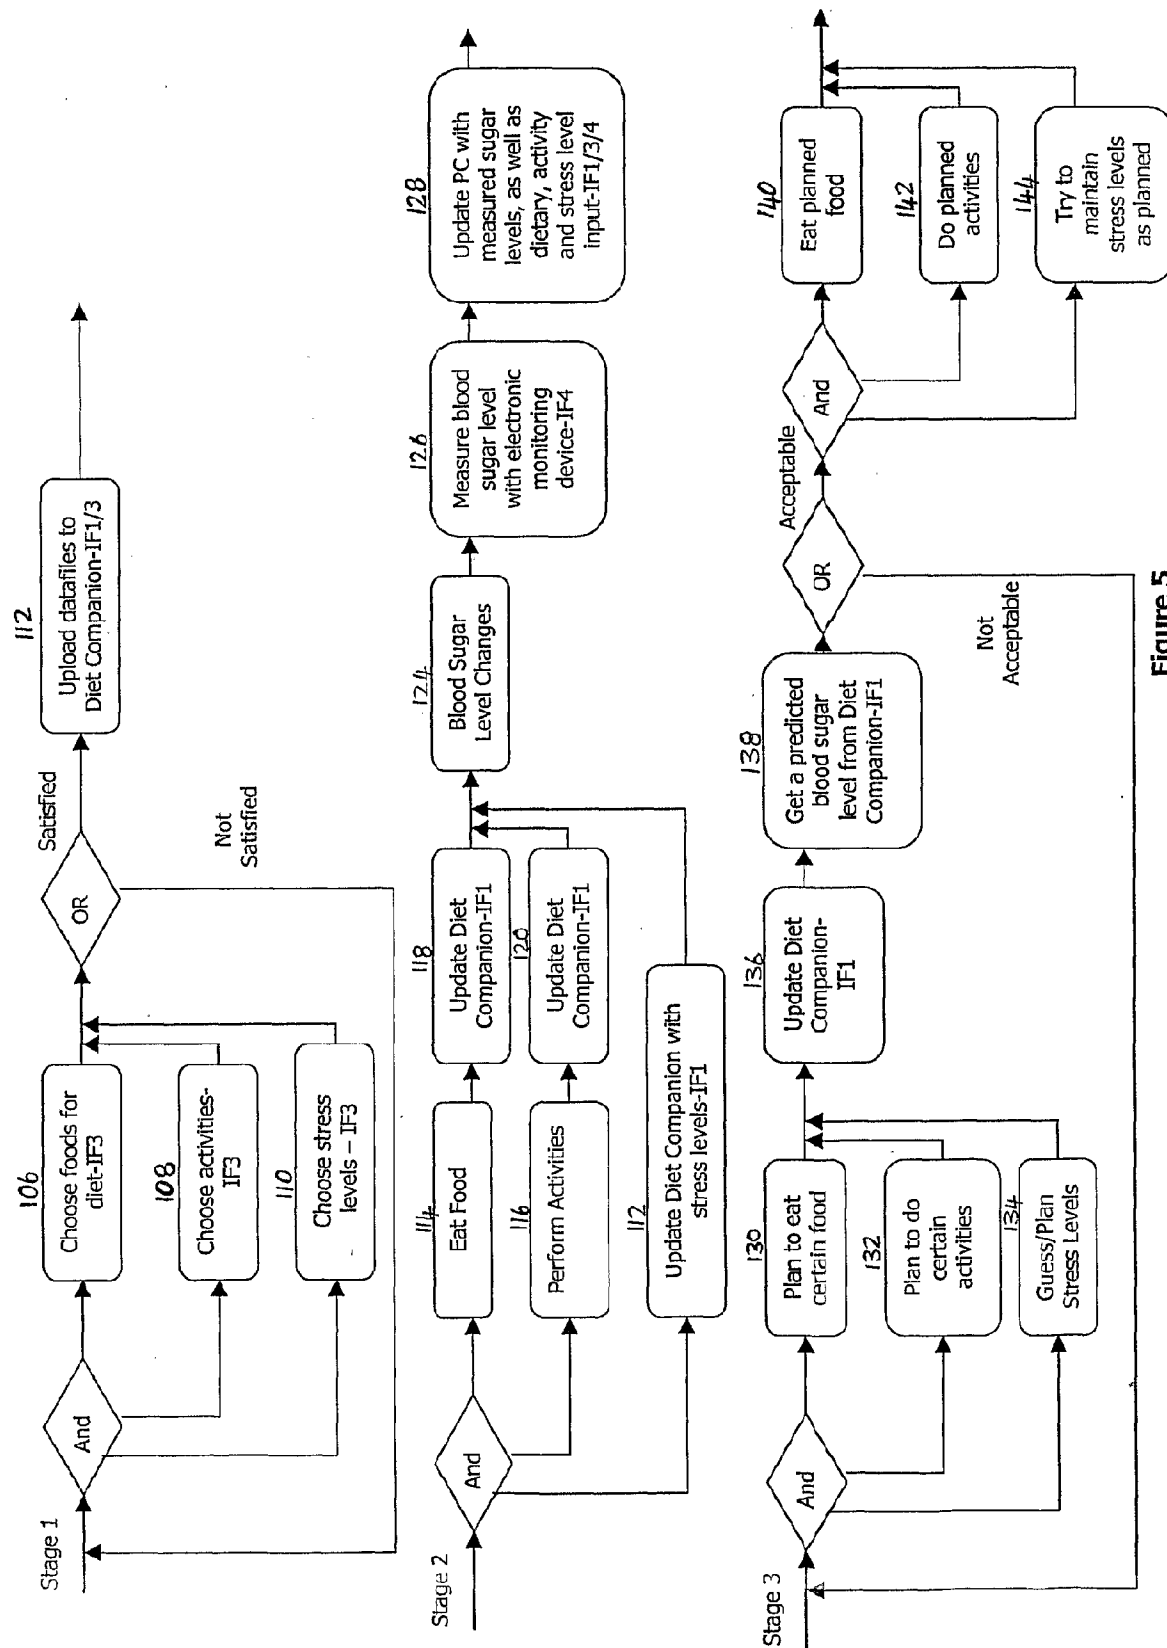 Stage 1
And
106
Choose foods for
diet-IF3
108
Choose activities-
IF3
110
Choose stress
levels – IF3
OR
Satisfied
Not
Satisfied
112
Upload datafiles to
Diet Companion-IF1/3
Stage 2
And
114
Eat Food
116
Perform Activities
112
Update Diet Companion with
stress levels-IF1
118
Update Diet
Companion-IF1
120
Update Diet
Companion-IF1
124
Blood Sugar
Level Changes
126
Measure blood
sugar level
with electronic
monitoring
device-IF4
128
Update PC with
measured sugar
levels, as well as
dietary, activity
and stress level
input-IF1/3/4
Stage 3
And
130
Plan to eat
certain food
132
Plan to do
certain
activities
134
Guess/Plan
Stress Levels
136
Update Diet
Companion-
IF1
138
Get a predicted
blood sugar
level from Diet
Companion-IF1
OR
Acceptable
Not
Acceptable
And
140
Eat planned
food
142
Do planned
activities
144
Try to
maintain
stress levels
as planned
Figure 5